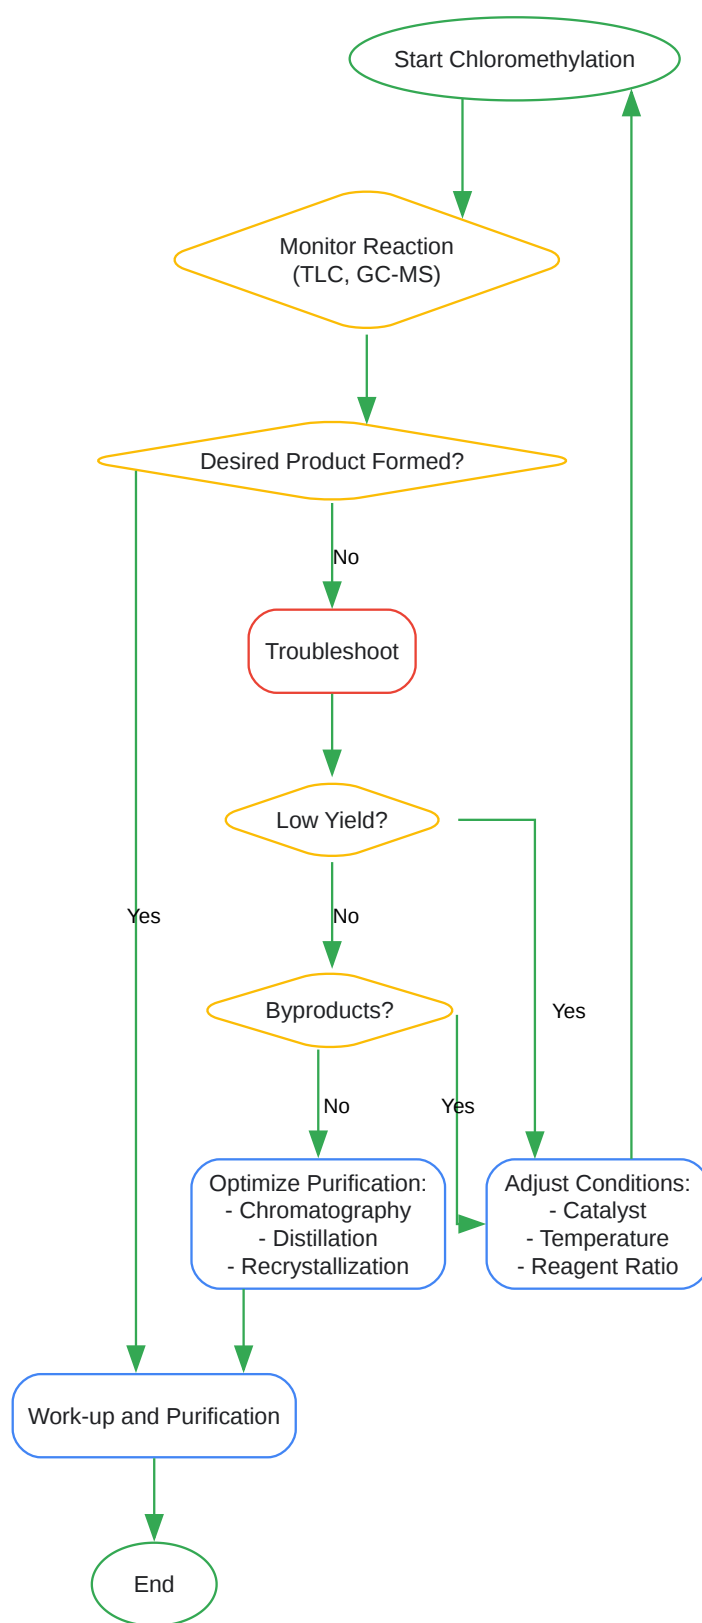 Start Chloromethylation
Monitor Reaction
(TLC, GC-MS)
Desired Product Formed?
No
Troubleshoot
Low Yield?
Yes
No
Byproducts?
Yes
No
Yes
Optimize Purification:
- Chromatography
- Distillation
- Recrystallization
Adjust Conditions:
- Catalyst
- Temperature
- Reagent Ratio
Work-up and Purification
End